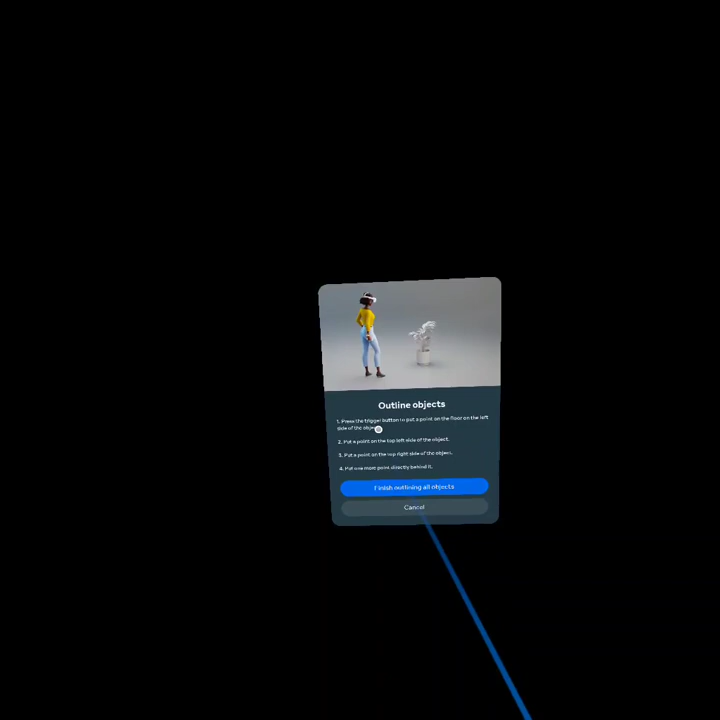 Outline objects
1. Press the trigger button to put a point on the floor on the left
side of the object.
2. Put a point on the top left side of the object.
3. Put a point on the top right side of the object.
4. Put one more point directly behind it.
Finish outlining all objects
Cancel